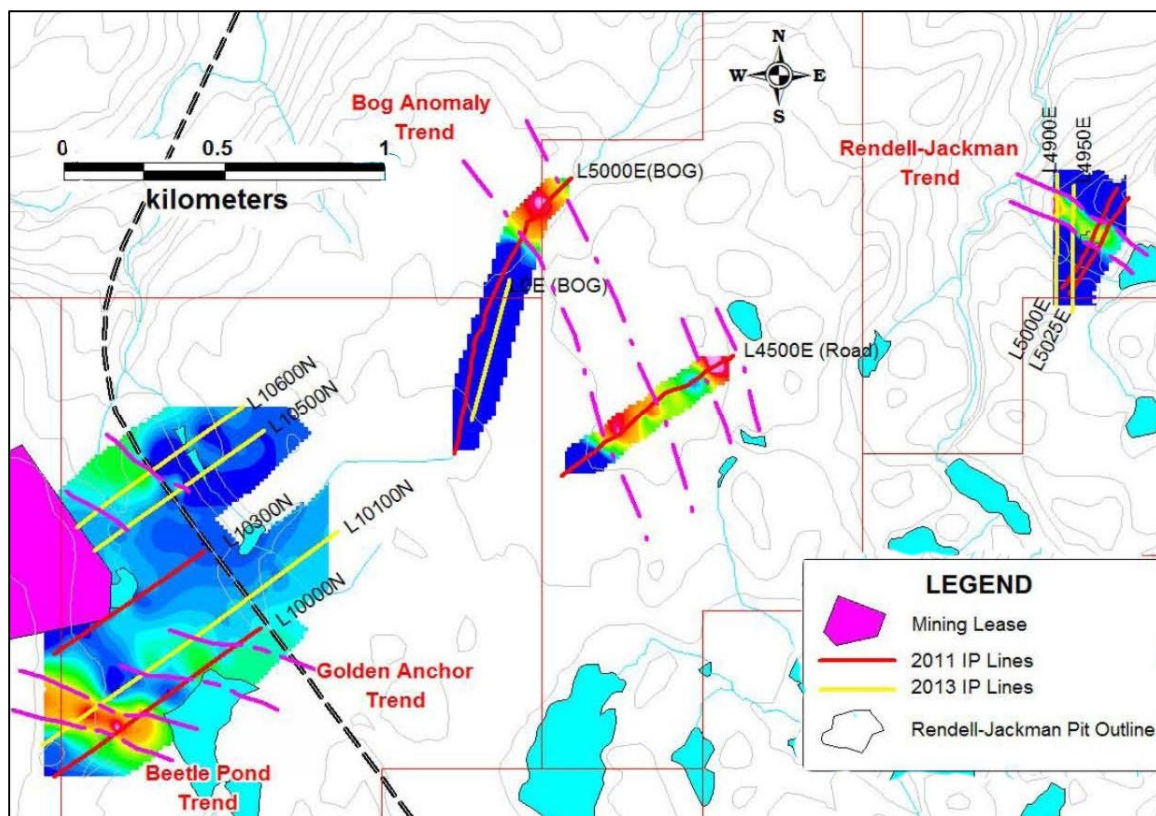 N
W E
S
Bog Anomaly
Trend
0 0.5 1
kilometers
L5000E(BOG)
Rendell-Jackman
Trend
L4900E
4950E
E (BOG)
L5000E
L5025E
L4500E (Road)
L10600N
L10500N
L10300N
L10100N
L10000N
Golden Anchor
Trend
Beetle Pond
Trend
LEGEND
Mining Lease
2011 IP Lines
2013 IP Lines
Rendell-Jackman Pit Outline